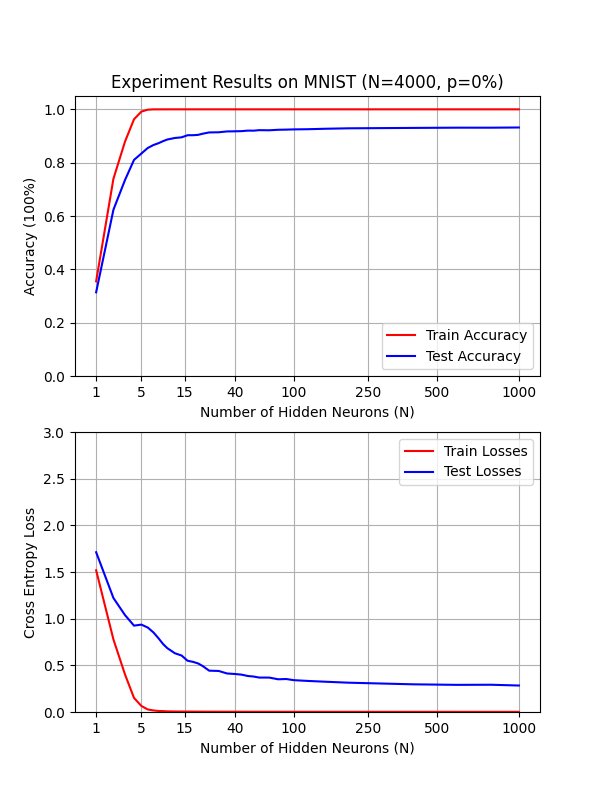 Experiment Results on MNIST (N=4000, p=0%)
1.0
0.8
0.6
0.4
0.2
0.0
Accuracy (100%)
Train Accuracy
Test Accuracy
1 5 15 40 100 250 500 1000
Number of Hidden Neurons (N)
3.0
2.5
2.0
1.5
1.0
0.5
0.0
Cross Entropy Loss
Train Losses
Test Losses
1 5 15 40 100 250 500 1000
Number of Hidden Neurons (N)